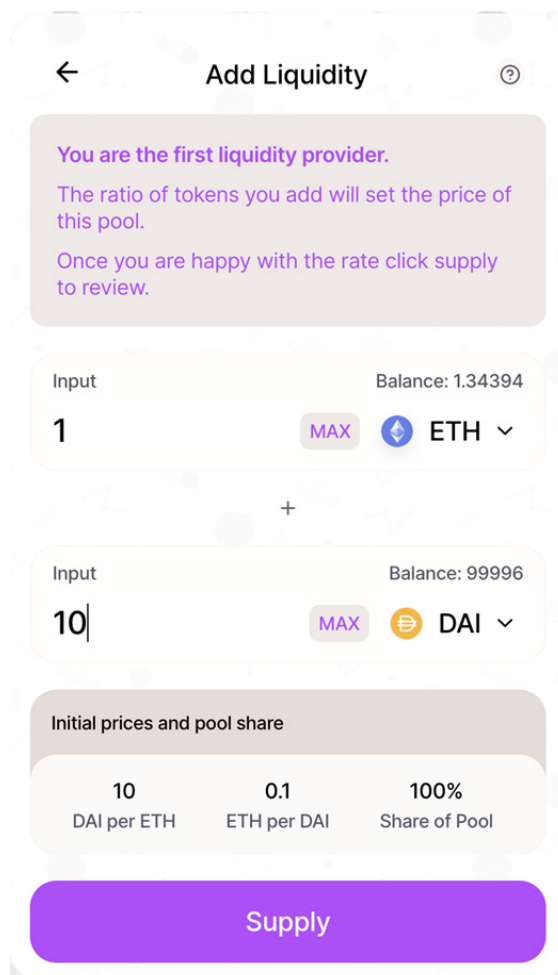 Add Liquidity
You are the first liquidity provider.
The ratio of tokens you add will set the price of
this pool.
Once you are happy with the rate click supply
to review.
Input Balance: 1.34394
1 MAX ETH
+
Input Balance: 99996
10 MAX DAI
Initial prices and pool share
10 0.1 100%
DAI per ETH ETH per DAI Share of Pool
Supply